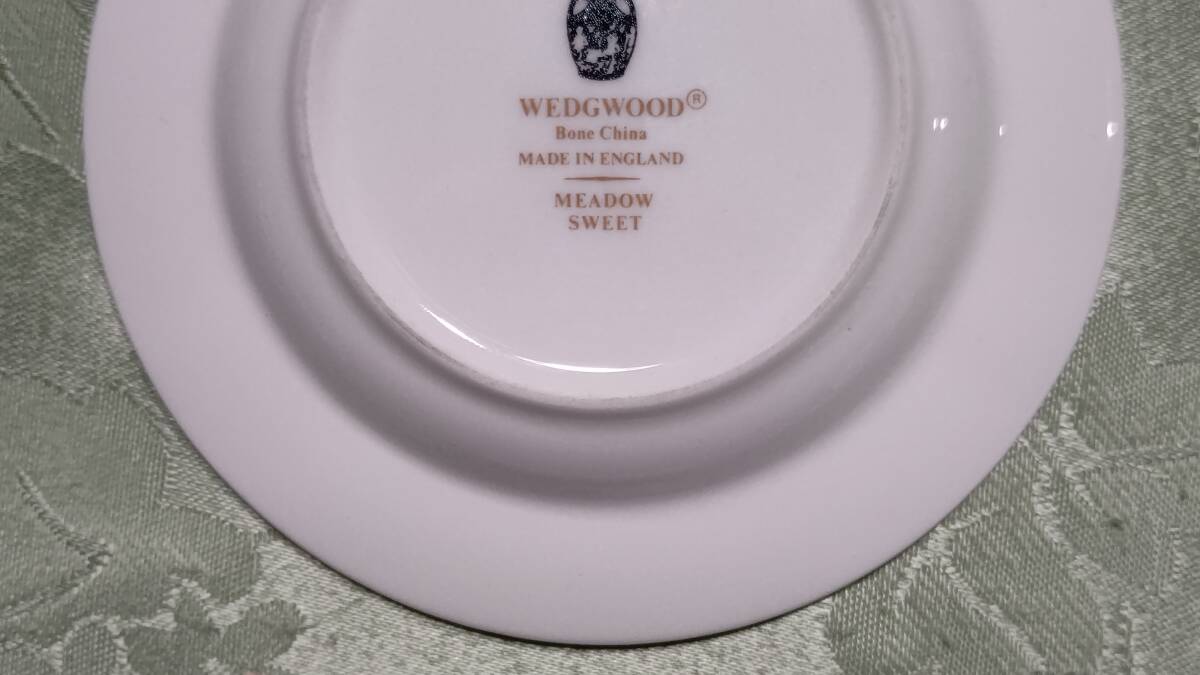 WEDGWOOD®
Bone China
MADE IN ENGLAND
MEADOW
SWEET